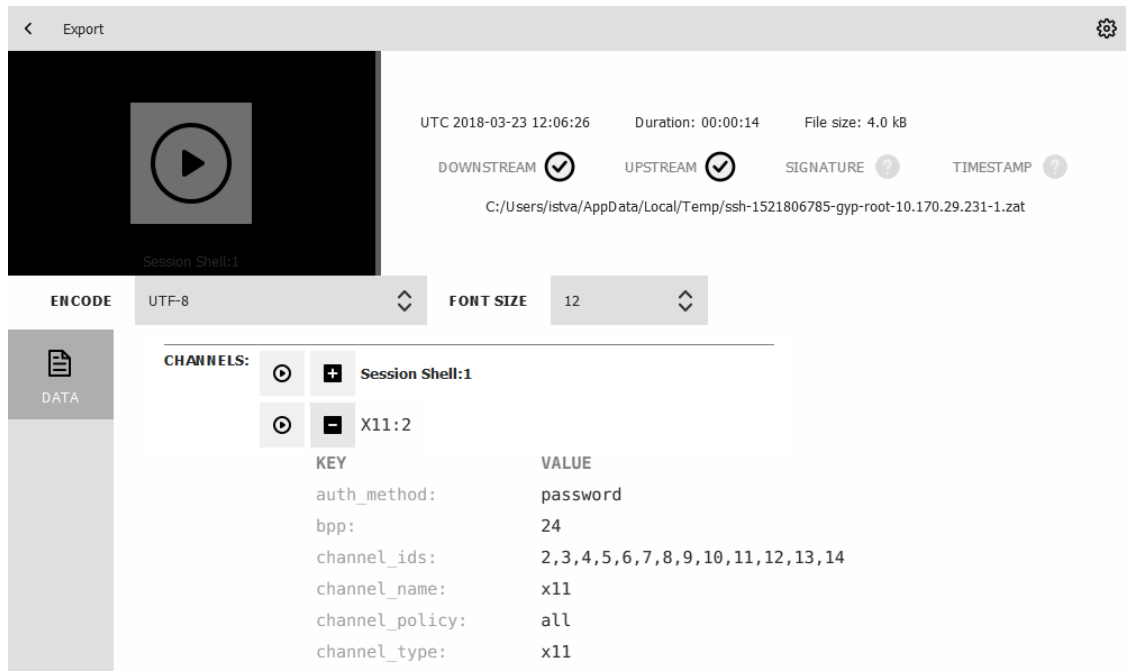 Export
UTC 2018-03-23 12:06:26 Duration: 00:00:14 File size: 4.0 kB
DOWNSTREAM UPSTREAM SIGNATURE ? TIMESTAMP ?
C:/Users/istva/AppData/Local/Temp/ssh-1521806785-gyp-root-10.170.29.231-1.zat
Session Shell:1
ENCODE UTF-8 FONT SIZE 12
DATA
CHANNELS: Session Shell:1
X11:2
KEY VALUE
auth_method: password
bpp: 24
channel_ids: 2,3,4,5,6,7,8,9,10,11,12,13,14
channel_name: x11
channel_policy: all
channel_type: x11